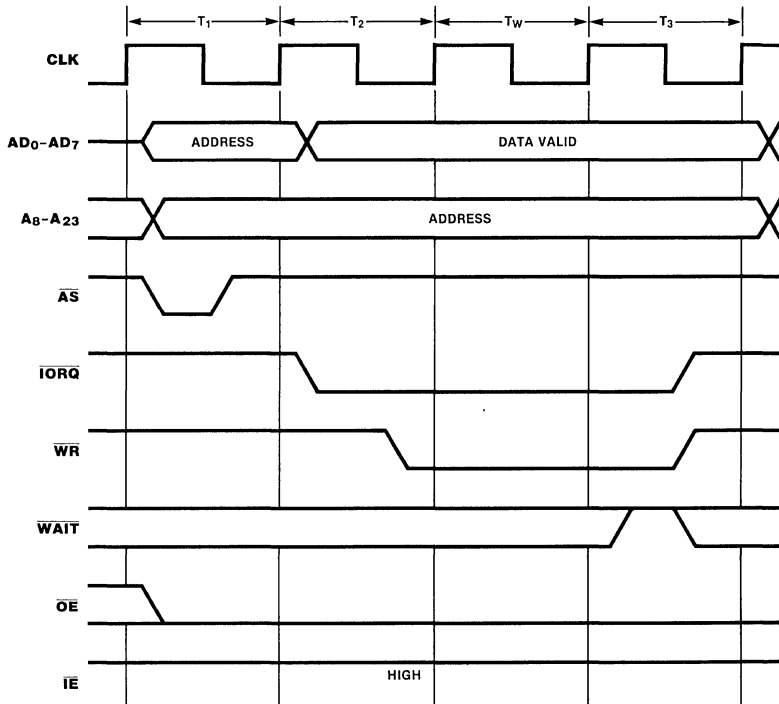 T1 T2 TW T3
CLK
AD0-AD7 ADDRESS DATA VALID
A8-A23 ADDRESS
AS
IORQ
WR
WAIT
OE
HIGH
IE